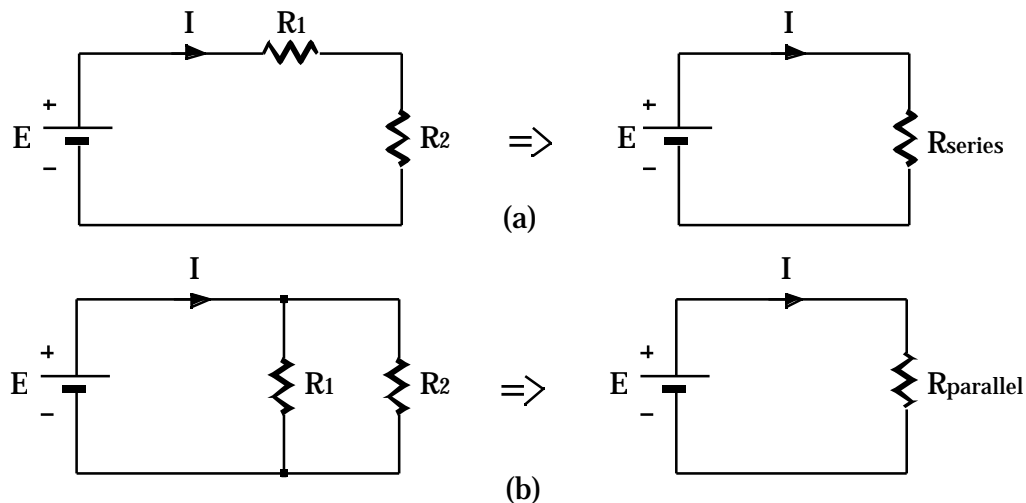 I R1 I
+ +
E R2 => E Rseries
– –
(a)
I I
+ +
E R1 R2 => E Rparallel
– –
(b)